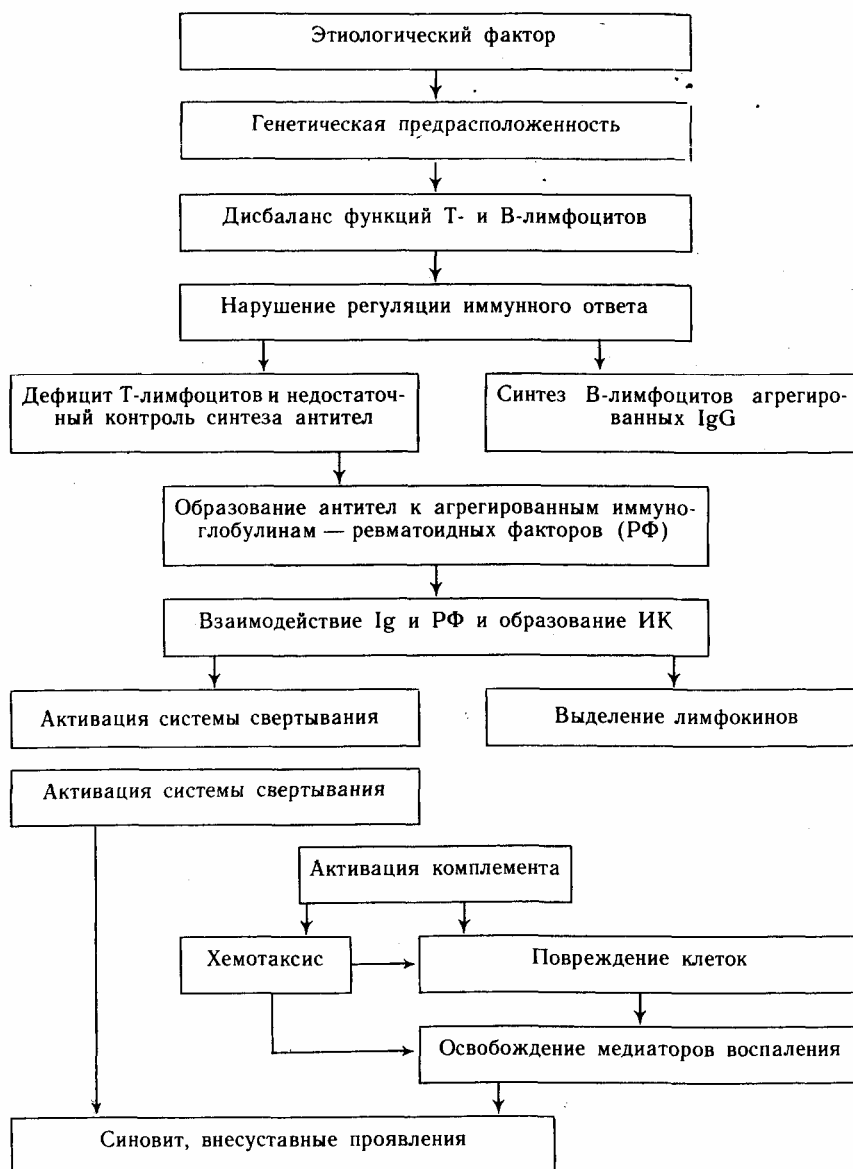 Этиологический фактор
Генетическая предрасположенность
Дисбаланс функций Т- и В-лимфоцитов
Нарушение регуляции иммунного ответа
Дефицит Т-лимфоцитов и недостаточ-
ный контроль синтеза антител
Синтез В-лимфоцитов агрегиро-
ванных IgG
Образование антител к агрегированным иммуно-
глобулинам — ревматоидных факторов (РФ)
Взаимодействие Ig и РФ и образование ИК
Активация системы свертывания
Выделение лимфокинов
Активация системы свертывания
Активация комплемента
Хемотаксис
Повреждение клеток
Освобождение медиаторов воспаления
Синовит, внесуставные проявления